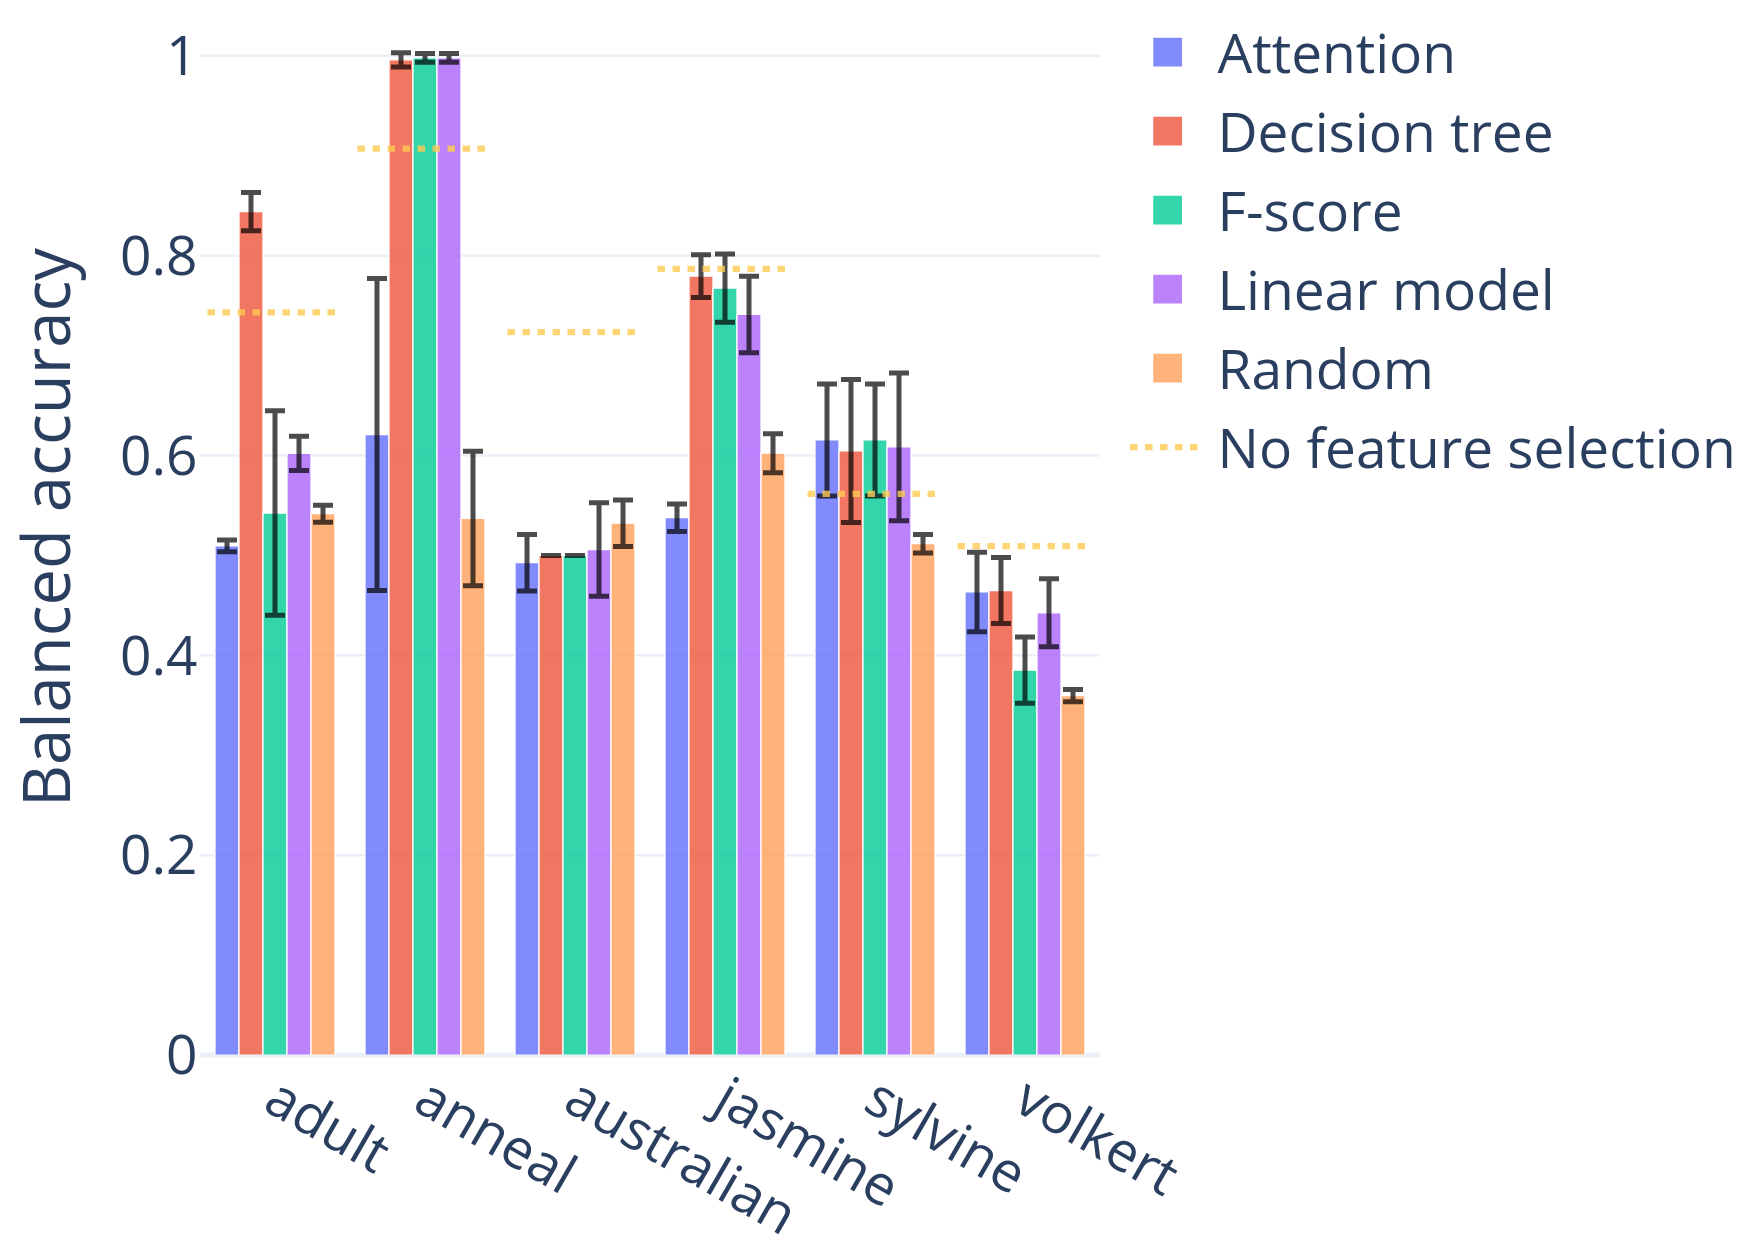 Balanced accuracy
1
0.8
0.6
0.4
0.2
0
adult
anneal
australian
jasmine
sylvine
volkert
Attention
Decision tree
F-score
Linear model
Random
No feature selection